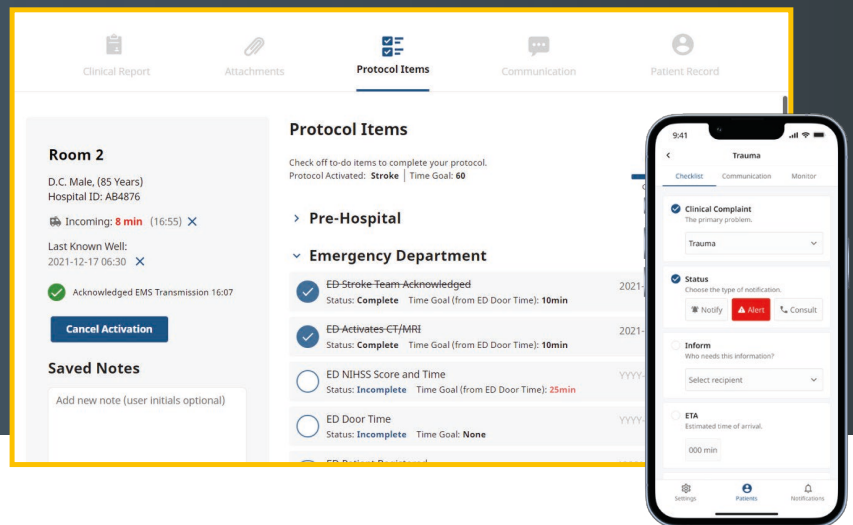 Clinical Report
Attachments
Protocol Items
Communication
Patient Record
Room 2
D.C. Male, (85 Years)
Hospital ID: AB4876
Incoming: 8 min (16:55)
Last Known Well:
2021-12-17 06:30
Acknowledged EMS Transmission 16:07
Cancel Activation
Saved Notes
Add new note (user initials optional)
Protocol Items
Check off to-do items to complete your protocol.
Protocol Activated: Stroke | Time Goal: 60
Pre-Hospital
Emergency Department
ED Stroke Team Acknowledged
2021-
Status: Complete Time Goal (from ED Door Time): 10min
ED Activates CT/MRI
2021-
Status: Complete Time Goal (from ED Door Time): 10min
ED NIHSS Score and Time
YYYY-
Status: Incomplete Time Goal (from ED Door Time): 25min
ED Door Time
YYYY-
Status: Incomplete Time Goal: None
9:41
Trauma
Checklist Communication Monitor
Clinical Complaint
The primary problem.
Trauma
Status
Choose the type of notification.
Notify Alert Consult
Inform
Who needs this information?
Select recipient
ETA
Estimated time of arrival.
000 min
Settings Patients Notifications